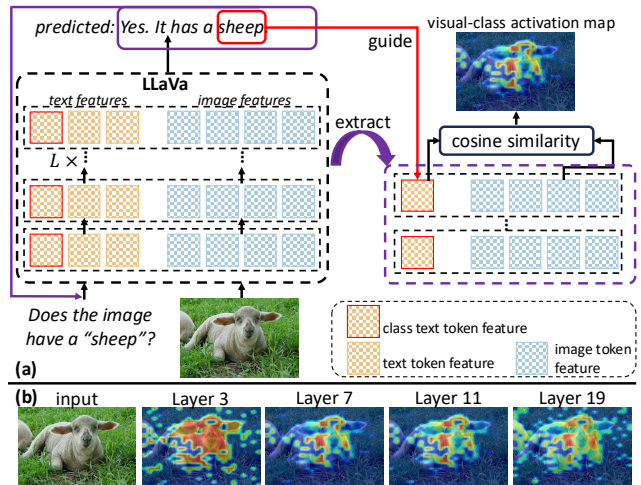 predicted: Yes. It has a sheep.
visual-class activation map
guide
LLaVa
text features
image features
extract
cosine similarity
L ×
Does the image
have a “sheep”?
class text token feature
text token feature
image token
feature
(a)
(b)
input
Layer 3
Layer 7
Layer 11
Layer 19